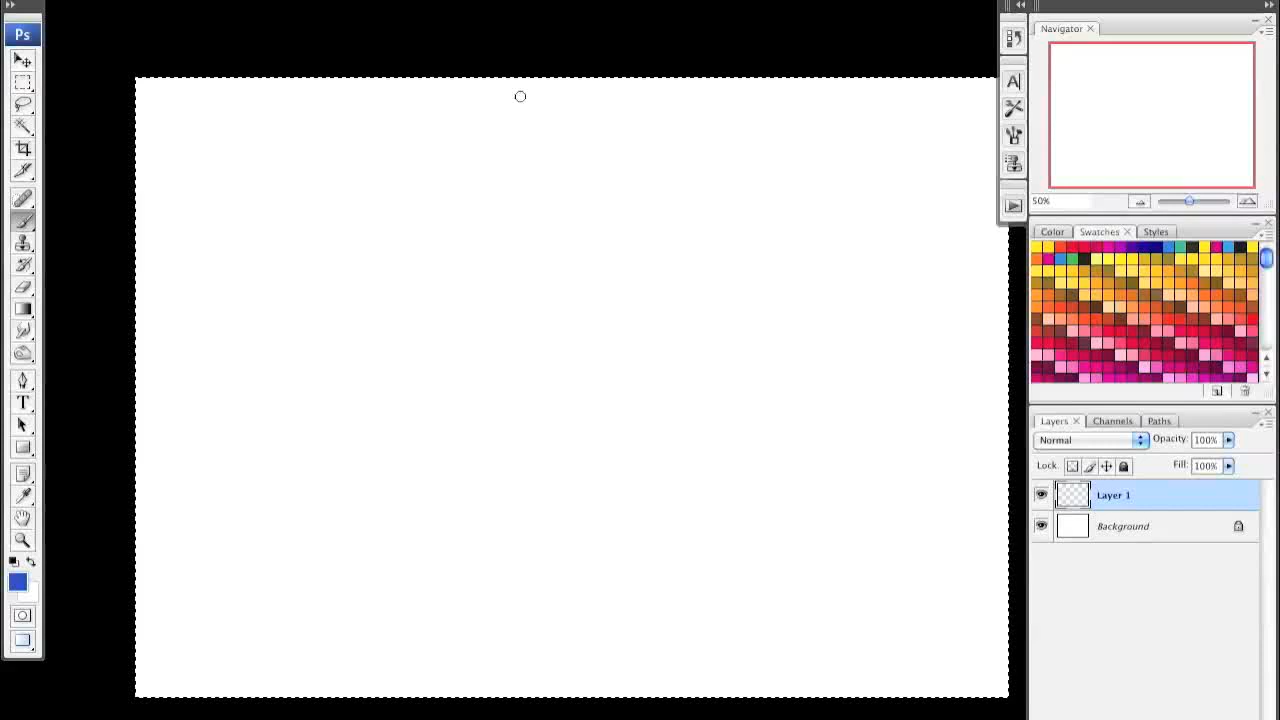 Ps
Navigator
A
50%
Color Swatches Styles
Layers Channels Paths
Normal Opacity: 100%
Lock. Fill: 100%
Layer 1
Background
T